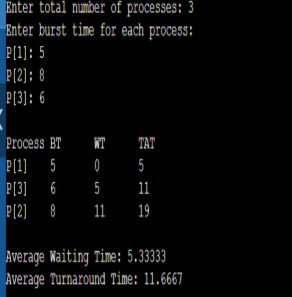 Enter total number of processes: 3
Enter burst time for each process:
P[1]: 5
P[2]: 8
P[3]: 6
Process BT WT TAT
P[1] 5 0 5
P[3] 6 5 11
P[2] 8 11 19
Average Waiting Time: 5.33333
Average Turnaround Time: 11.6667